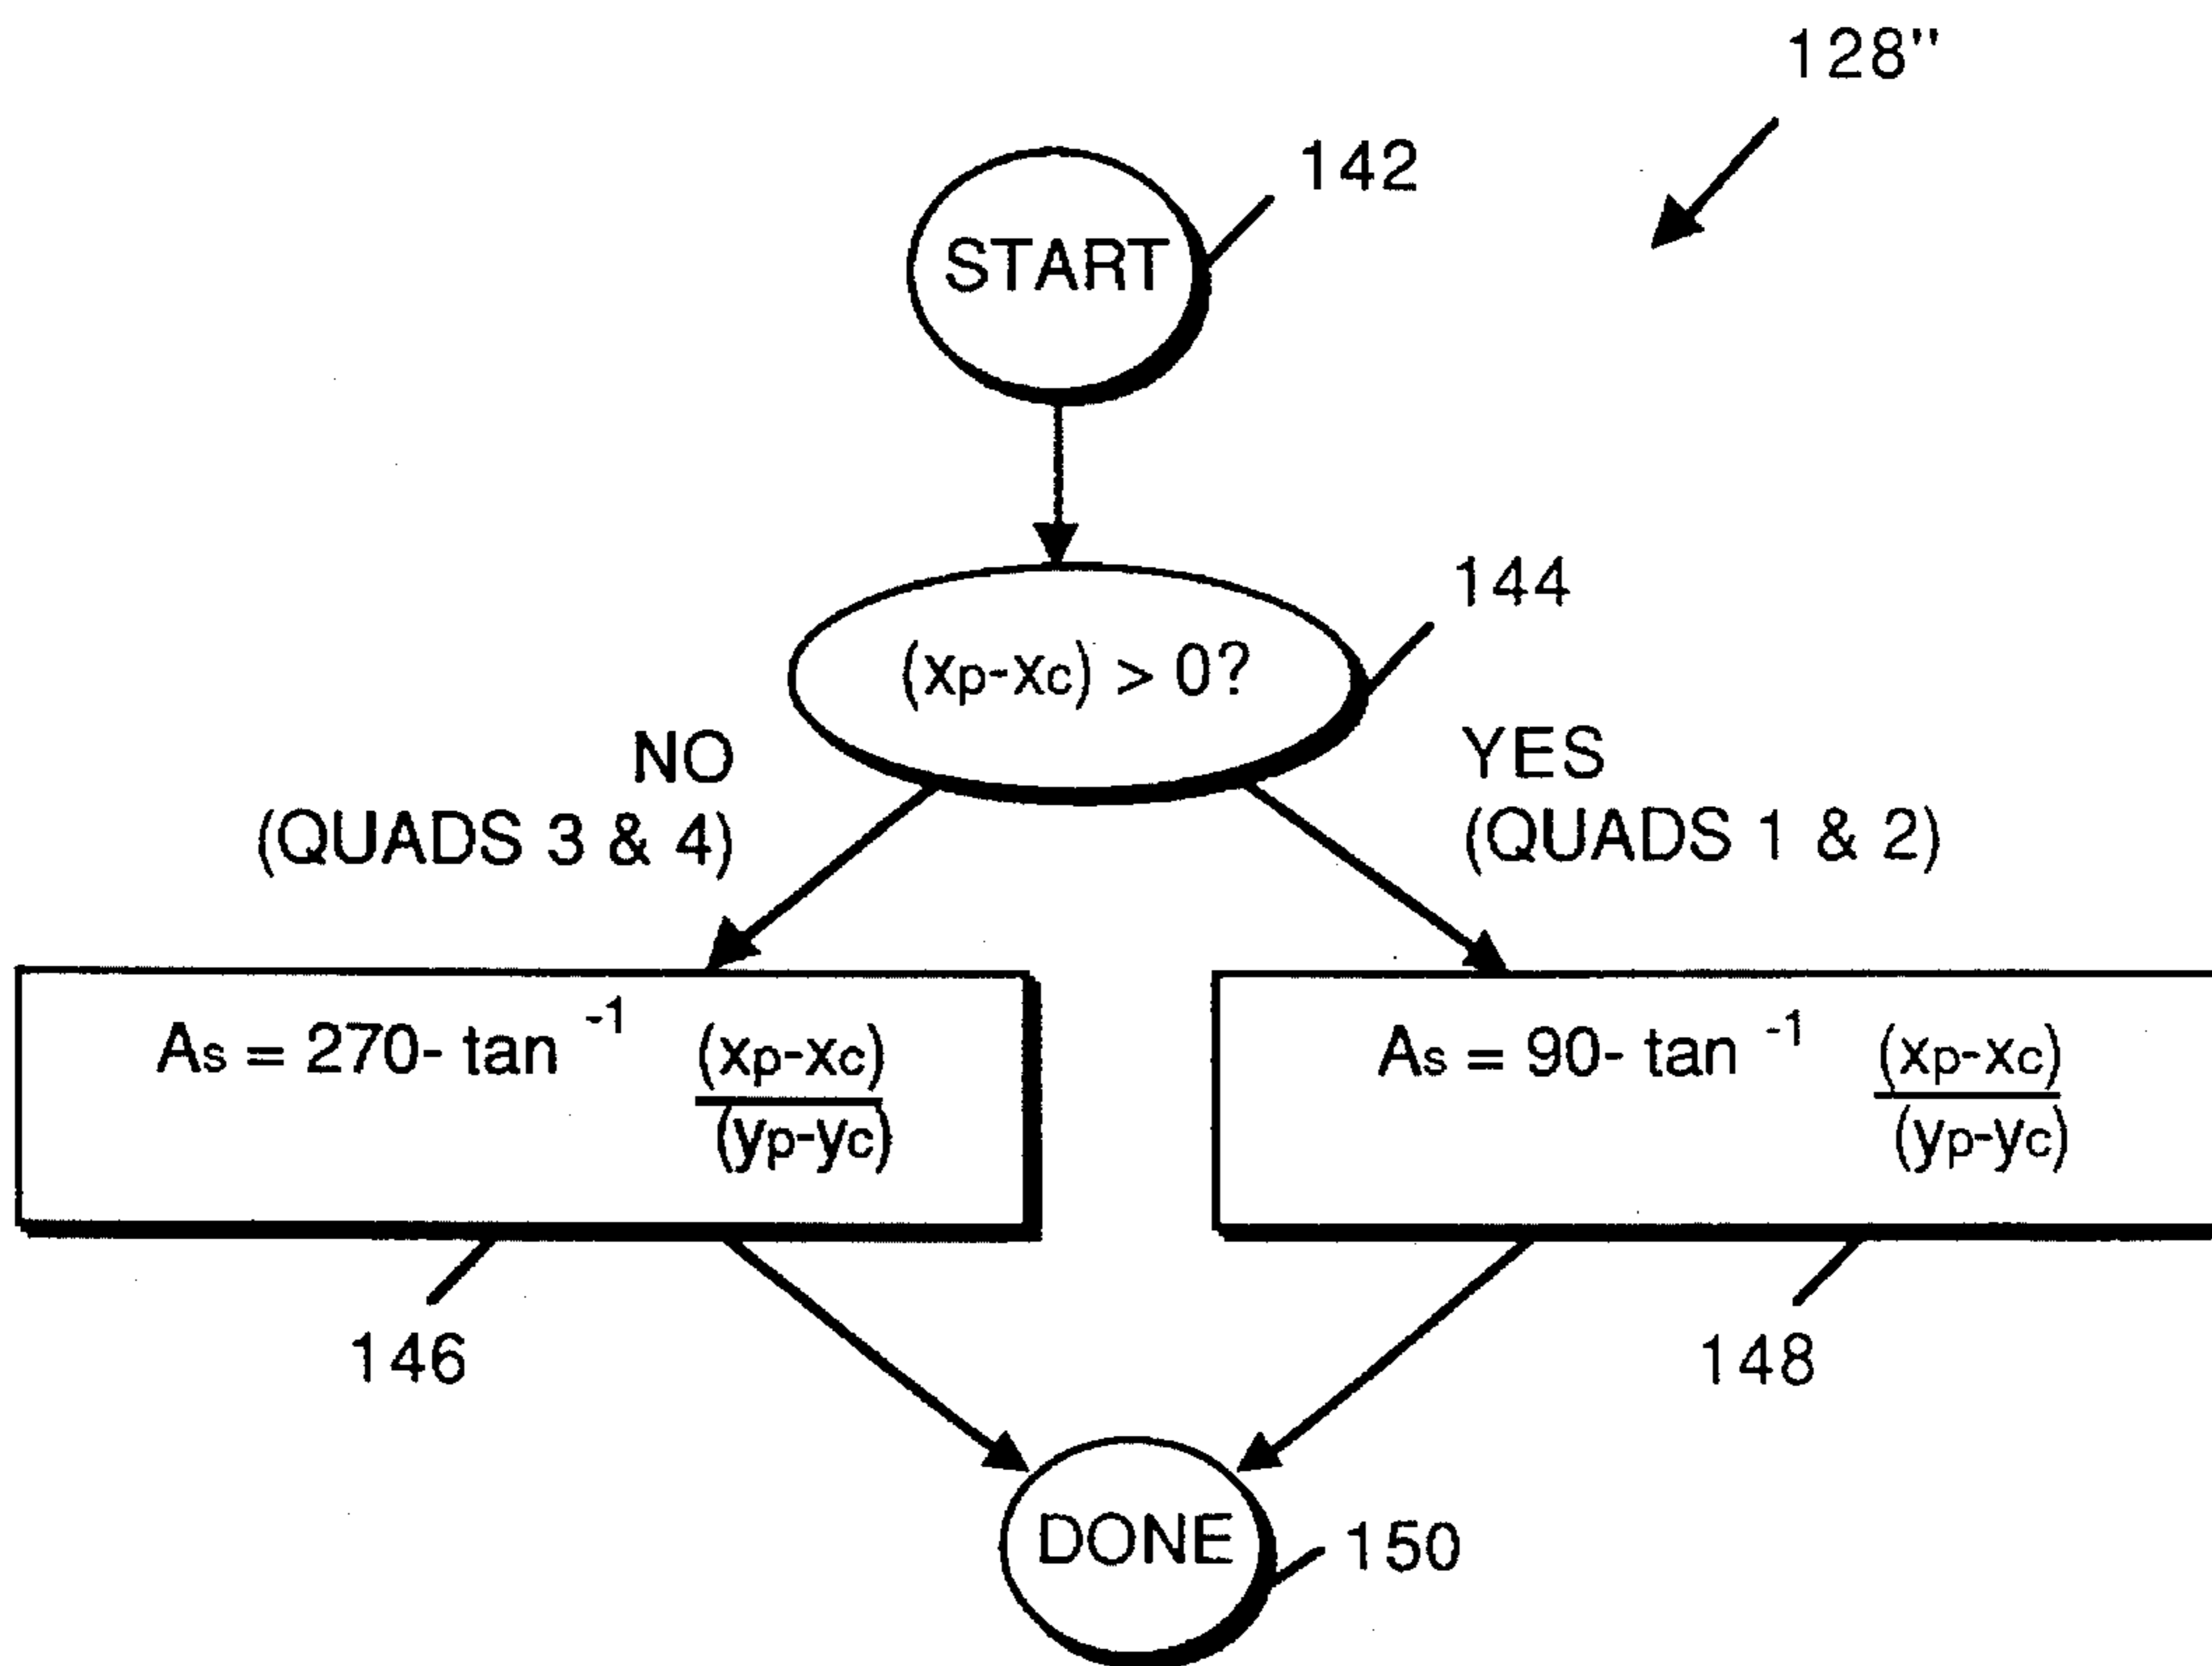 128"
142
START
144
(xp-xc) > 0?
NO
(QUADS 3 & 4)
YES
(QUADS 1 & 2)
As = 270- tan -1 (xp-xc)
(yp-yc)
As = 90- tan -1 (xp-xc)
(yp-yc)
146
148
DONE
150